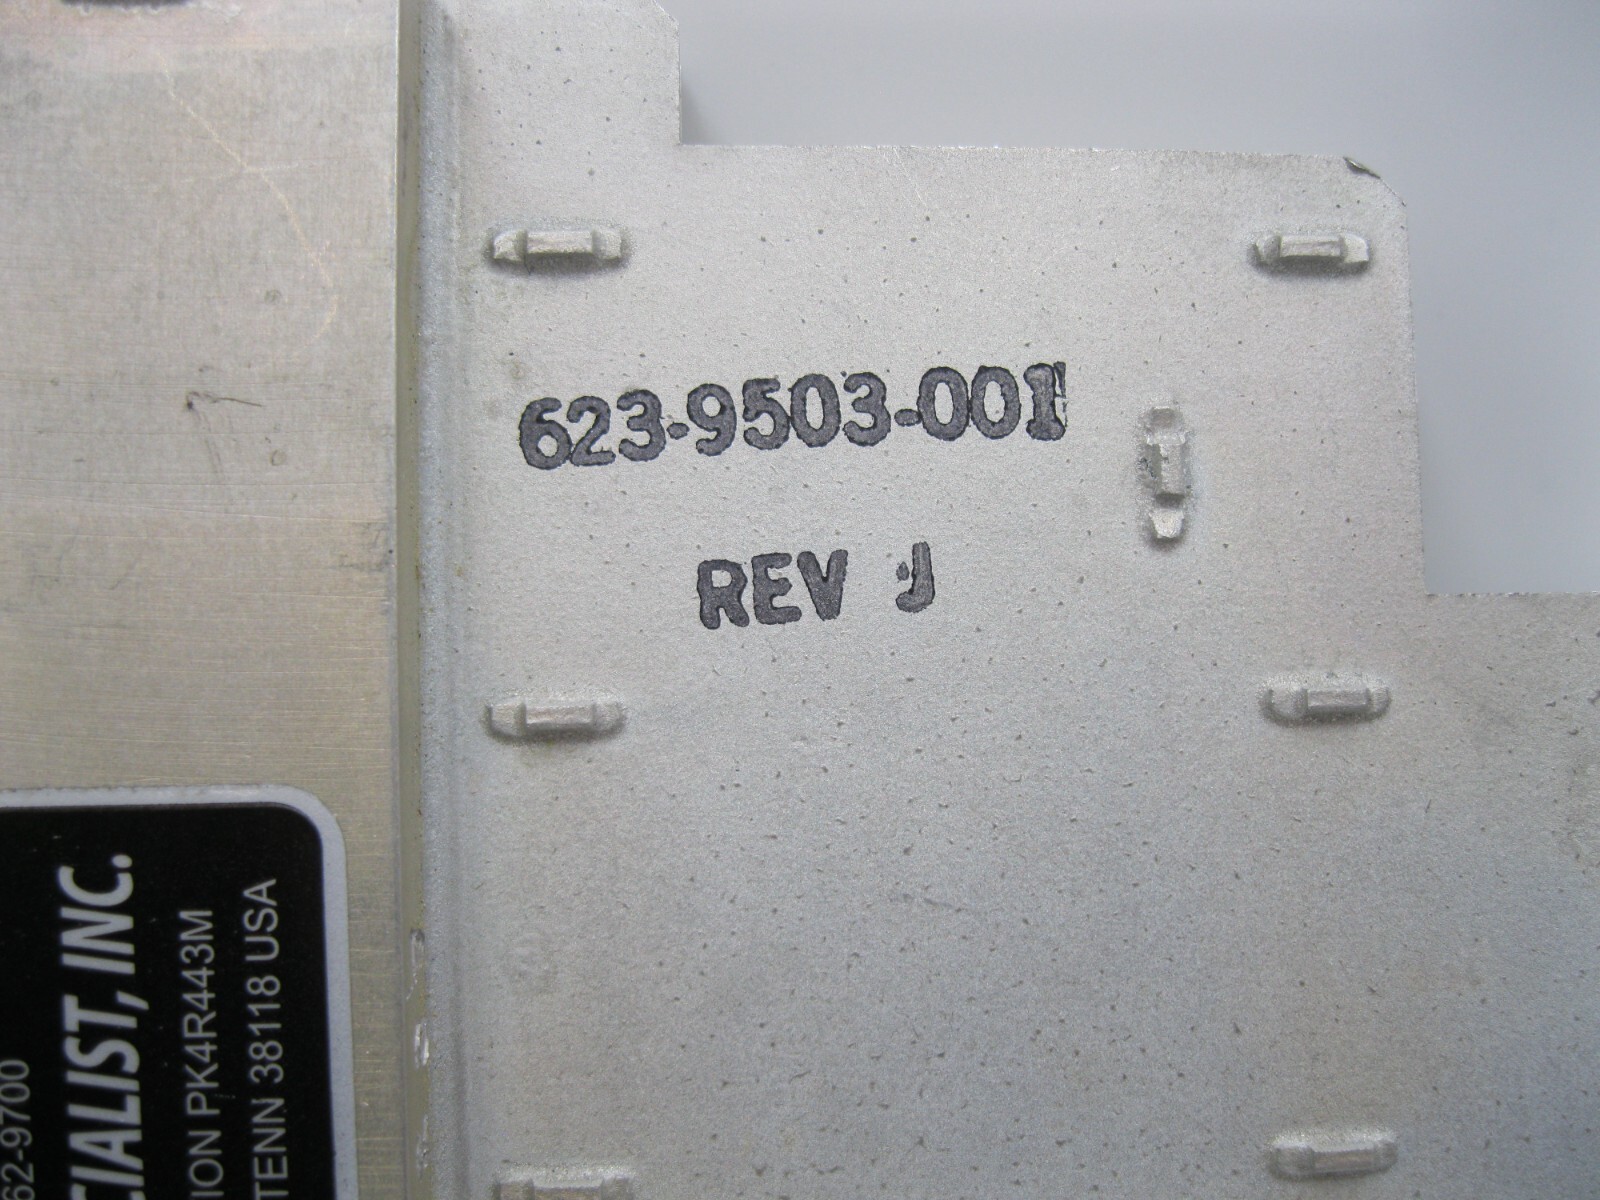 623-9503-001
REV J
62-9700
CIALIST, INC.
ION PK4R443M
TENN 38118 USA